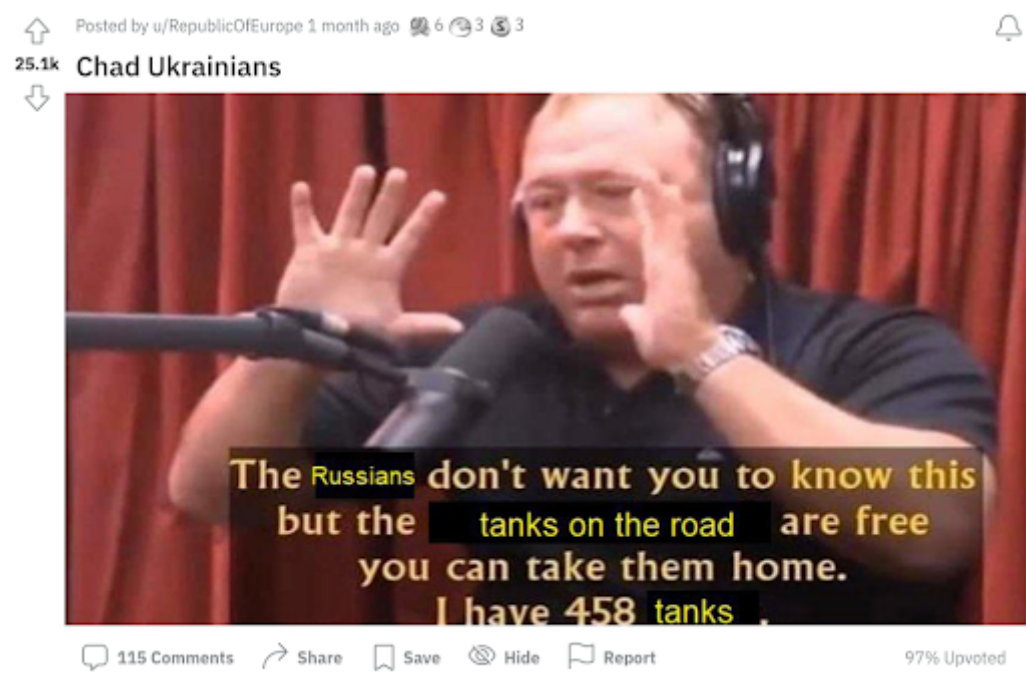 Posted by u/RepublicOfEurope 1 month ago 6 3 3
25.1k Chad Ukrainians
The Russians don't want you to know this
but the tanks on the road are free
you can take them home.
I have 458 tanks .
115 Comments Share Save Hide Report 97% Upvoted